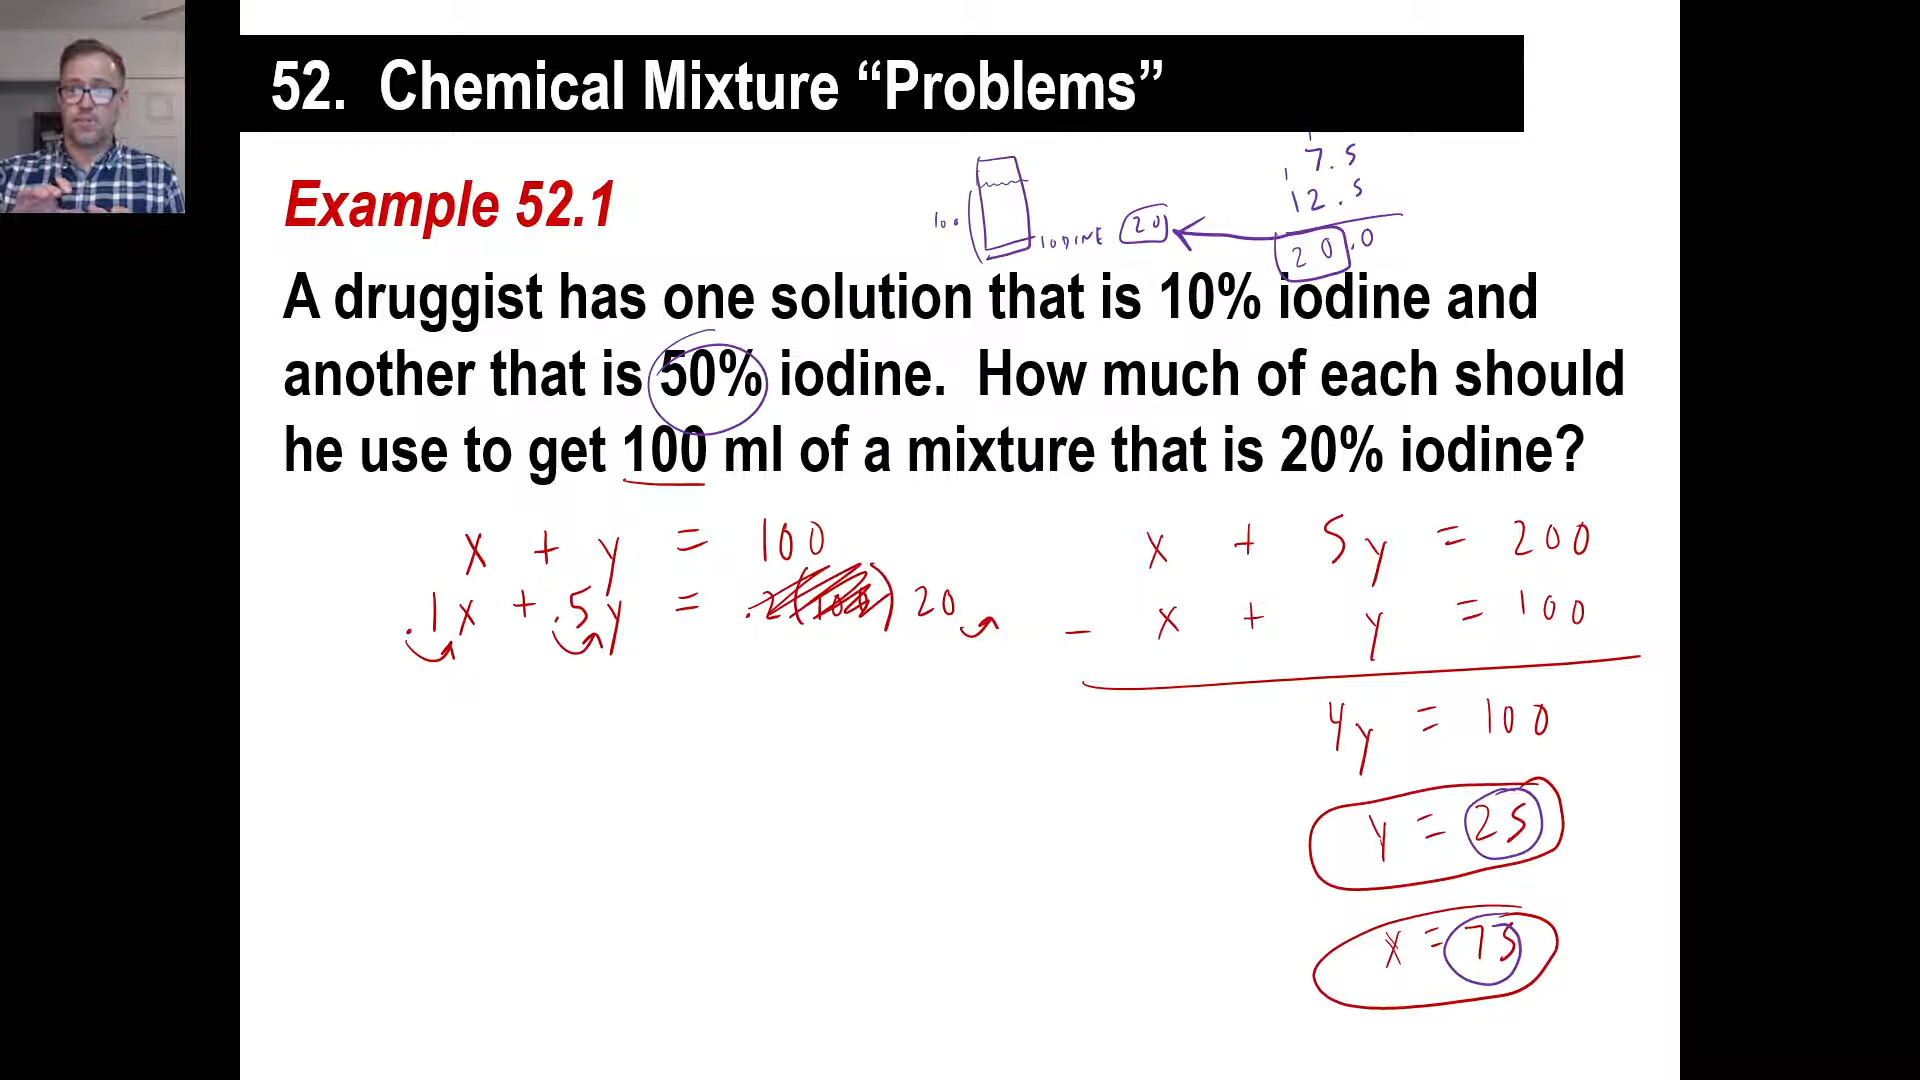 52. Chemical Mixture “Problems”
Example 52.1
100
IODINE 20
7.5
12.5
20.0
A druggist has one solution that is 10% iodine and
another that is 50% iodine. How much of each should
he use to get 100 ml of a mixture that is 20% iodine?
x + y = 100
.1x + .5y = .2(100) 20
x + 5y = 200
- x + y = 100
4y = 100
y = 25
x = 75